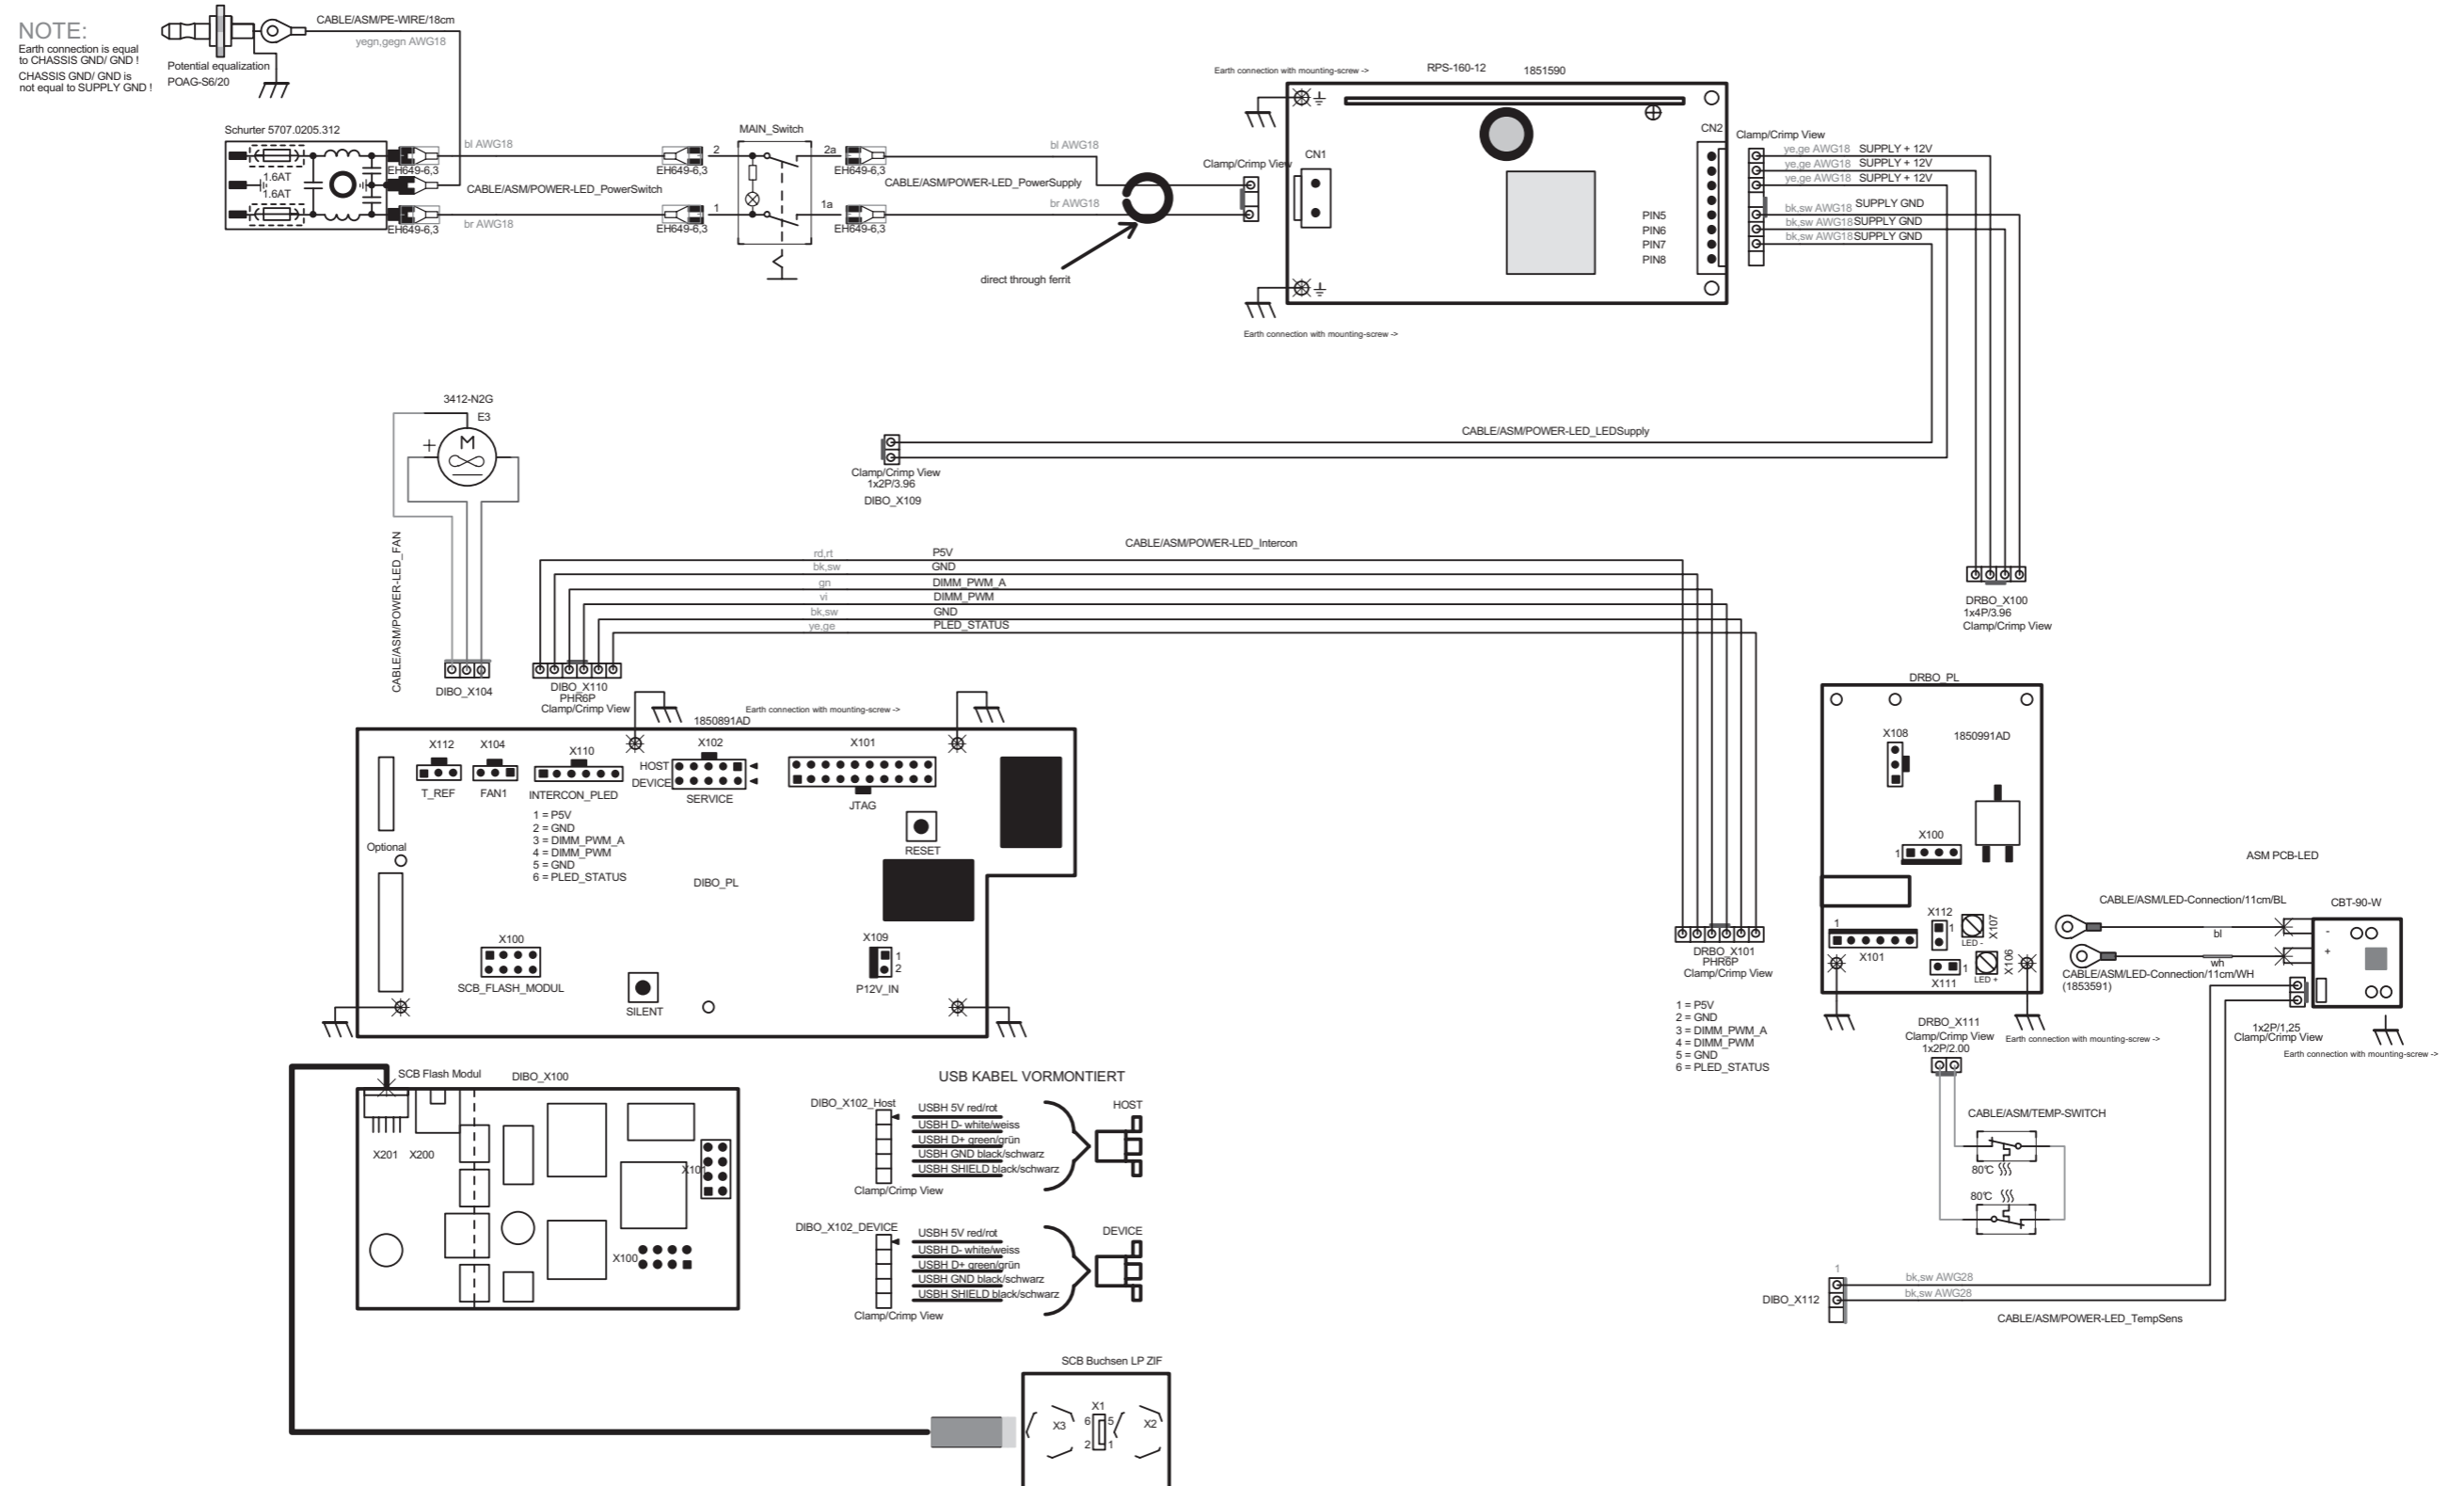 NOTE:
Earth connection is equal
to CHASSIS GND/ GND !
CHASSIS GND/ GND is
not equal to SUPPLY GND !
CABLE/ASM/PE-WIRE/18cm
yegn,gegn AWG18
Potential equalization
POAG-S6/20
Schurter 5707.0205.312
1.6AT
1.6AT
EH649-6,3
EH649-6,3
bl AWG18
CABLE/ASM/POWER-LED_PowerSwitch
br AWG18
EH649-6,3
EH649-6,3
MAIN_Switch
2
2a
1
1a
EH649-6,3
EH649-6,3
bl AWG18
CABLE/ASM/POWER-LED_PowerSupply
br AWG18
direct through ferrit
Clamp/Crimp View
Earth connection with mounting-screw ->
RPS-160-12
1851590
CN1
CN2
PIN5
PIN6
PIN7
PIN8
Earth connection with mounting-screw ->
Clamp/Crimp View
ye,ge AWG18 SUPPLY + 12V
ye,ge AWG18 SUPPLY + 12V
ye,ge AWG18 SUPPLY + 12V
bk,sw AWG18 SUPPLY GND
bk,sw AWG18 SUPPLY GND
bk,sw AWG18 SUPPLY GND
3412-N2G
E3
+
M
CABLE/ASM/POWER-LED_FAN
DIBO_X104
CABLE/ASM/POWER-LED_LEDSupply
Clamp/Crimp View
1x2P/3.96
DIBO_X109
CABLE/ASM/POWER-LED_Intercon
rd,rt P5V
bk,sw GND
gn DIMM_PWM_A
vi DIMM_PWM
bk,sw GND
ye,ge PLED_STATUS
DIBO_X110
PHR6P
Clamp/Crimp View
DRBO_X100
1x4P/3.96
Clamp/Crimp View
1850891AD
Earth connection with mounting-screw ->
X112
T_REF
X104
FAN1
X110
INTERCON_PLED
1 = P5V
2 = GND
3 = DIMM_PWM_A
4 = DIMM_PWM
5 = GND
6 = PLED_STATUS
X102
HOST
DEVICE
SERVICE
X101
JTAG
RESET
Optional
DIBO_PL
X100
SCB_FLASH_MODUL
SILENT
X109
1
2
P12V_IN
DRBO_X101
PHR6P
Clamp/Crimp View
1 = P5V
2 = GND
3 = DIMM_PWM_A
4 = DIMM_PWM
5 = GND
6 = PLED_STATUS
DRBO_PL
X108
1850991AD
X100
1
1
X101
X112
1
X107
LED -
X111
1
X106
LED +
ASM PCB-LED
CABLE/ASM/LED-Connection/11cm/BL
bl
wh
CABLE/ASM/LED-Connection/11cm/WH
(1853591)
CBT-90-W
-
+
1x2P/1,25
Clamp/Crimp View
Earth connection with mounting-screw ->
DRBO_X111
Clamp/Crimp View
1x2P/2.00
Earth connection with mounting-screw ->
CABLE/ASM/TEMP-SWITCH
80°C
80°C
1
DIBO_X112
bk,sw AWG28
bk,sw AWG28
CABLE/ASM/POWER-LED_TempSens
SCB Flash Modul
DIBO_X100
X201
X200
X101
X100
USB KABEL VORMONTIERT
DIBO_X102_Host
USBH 5V red/rot
USBH D- white/weiss
USBH D+ green/grün
USBH GND black/schwarz
USBH SHIELD black/schwarz
Clamp/Crimp View
HOST
DIBO_X102_DEVICE
USBH 5V red/rot
USBH D- white/weiss
USBH D+ green/grün
USBH GND black/schwarz
USBH SHIELD black/schwarz
Clamp/Crimp View
DEVICE
SCB Buchsen LP ZIF
X3
X1
6
5
2
1
X2